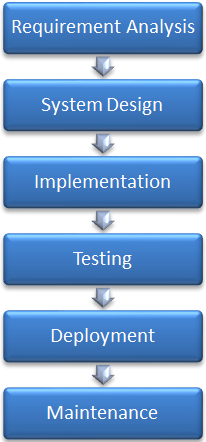 Requirement Analysis
System Design
Implementation
Testing
Deployment
Maintenance